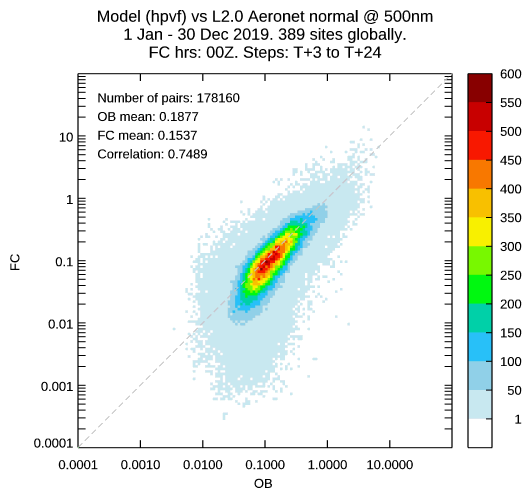 Model (hpvf) vs L2.0 Aeronet normal @ 500nm
1 Jan - 30 Dec 2019. 389 sites globally.
FC hrs: 00Z. Steps: T+3 to T+24
Number of pairs: 178160
OB mean: 0.1877
FC mean: 0.1537
Correlation: 0.7489
FC
10
1
0.1
0.01
0.001
0.0001
0.0001 0.0010 0.0100 0.1000 1.0000 10.0000
OB
600
550
500
450
400
350
300
250
200
150
100
50
1